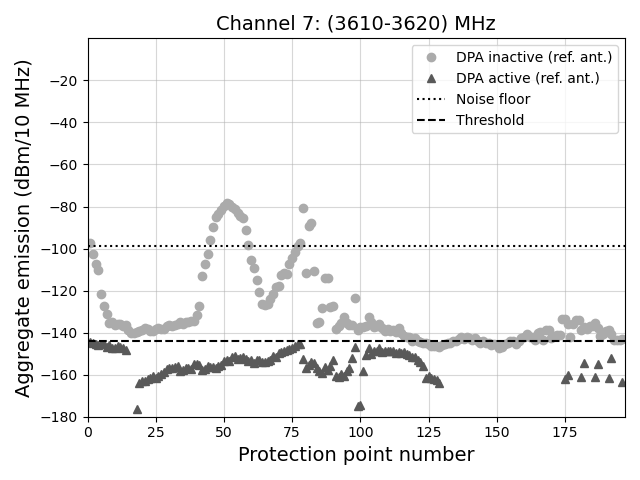 Channel 7: (3610-3620) MHz
DPA inactive (ref. ant.)
DPA active (ref. ant.)
Noise floor
Threshold
Aggregate emission (dBm/10 MHz)
−20
−40
−60
−80
−100
−120
−140
−160
−180
0 25 50 75 100 125 150 175
Protection point number